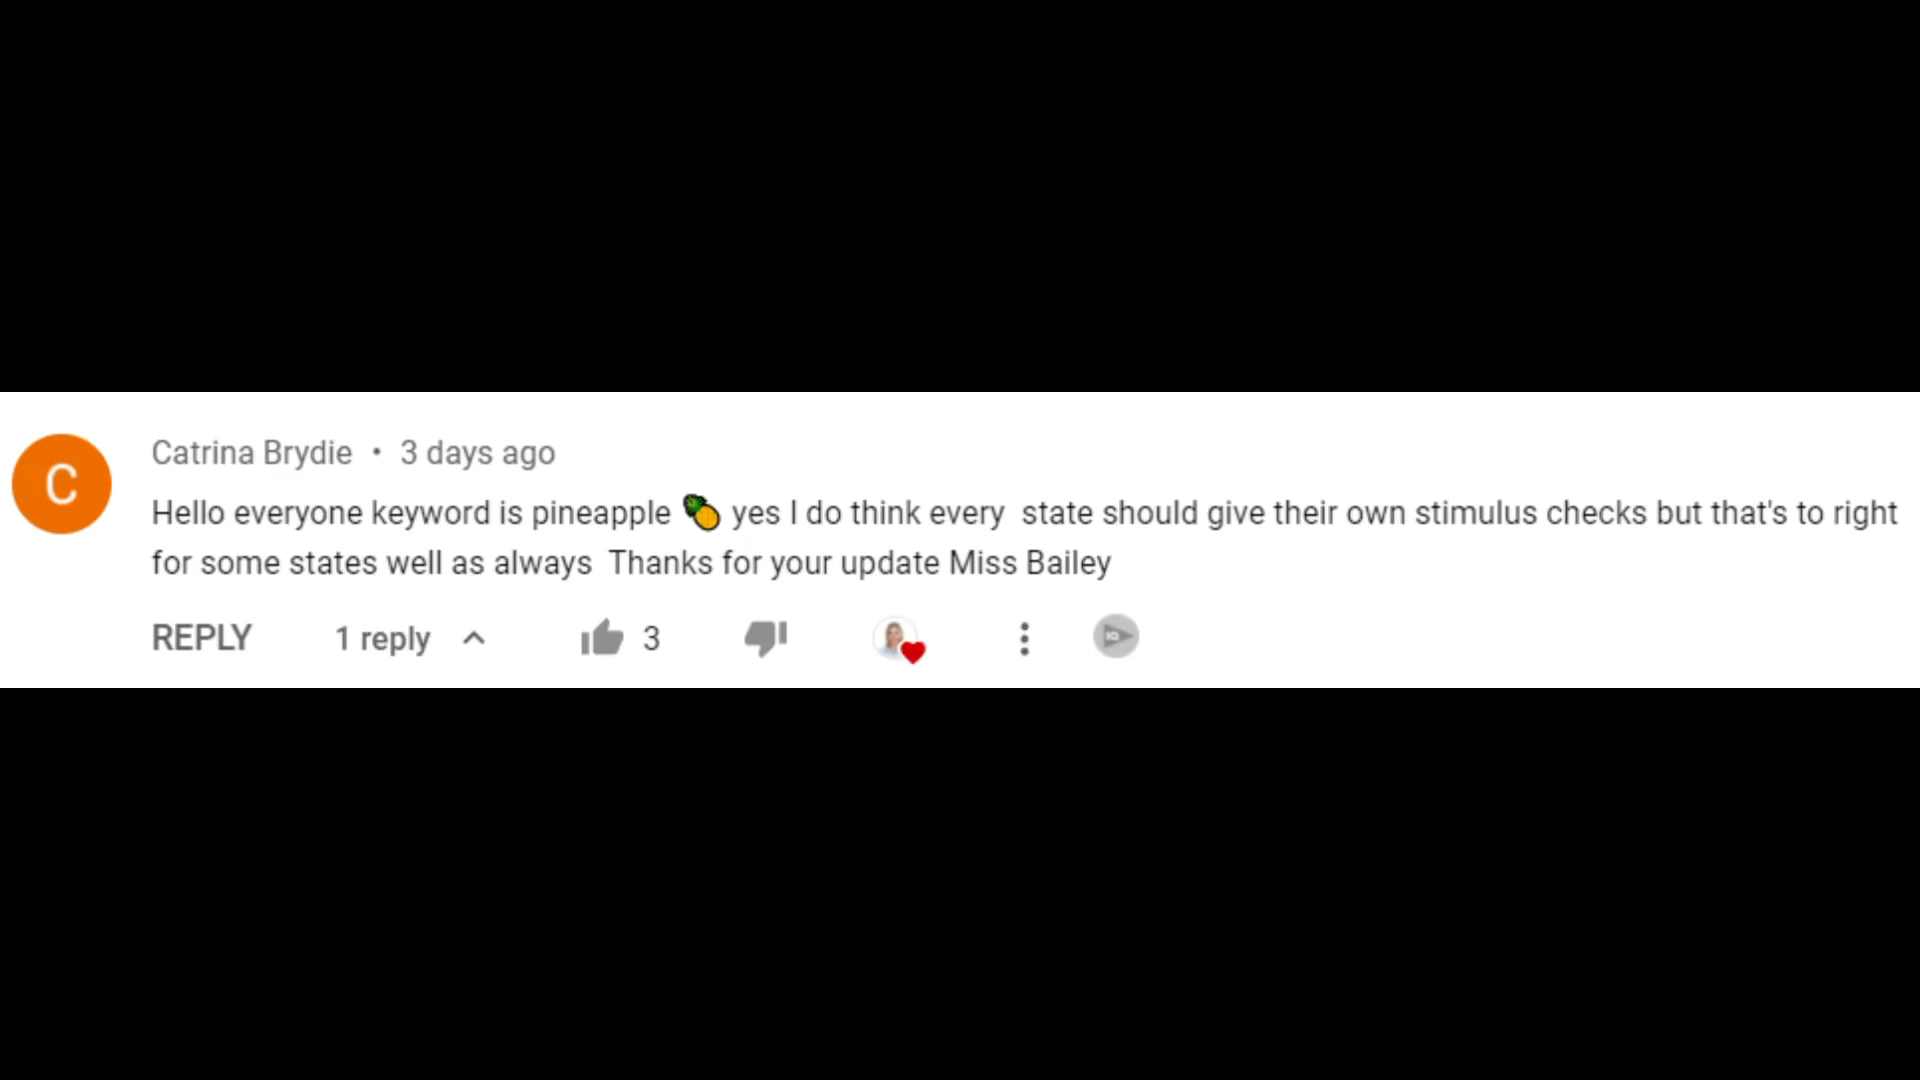 C
Catrina Brydie • 3 days ago
Hello everyone keyword is pineapple 🍍 yes I do think every state should give their own stimulus checks but that's to right
for some states well as always Thanks for your update Miss Bailey
REPLY 1 reply 3
IQ